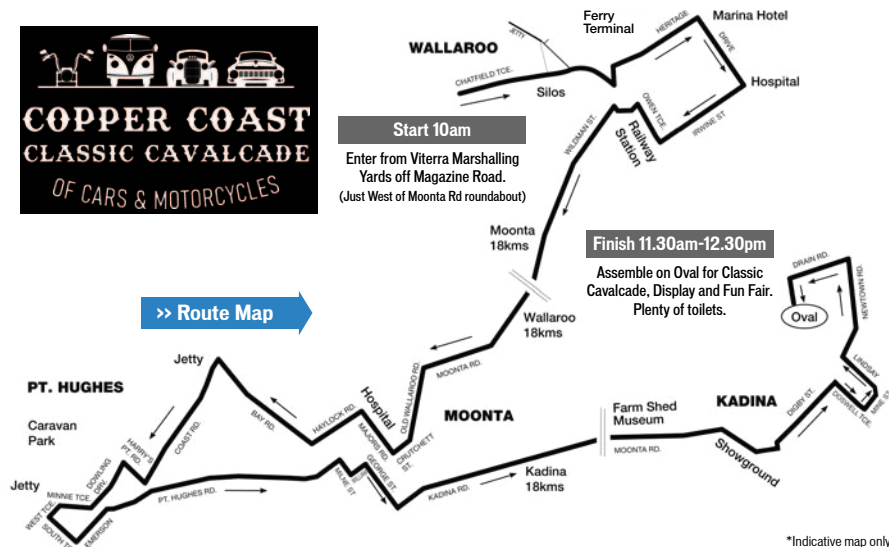 COPPER COAST
CLASSIC CAVALCADE
OF CARS & MOTORCYCLES
WALLAROO
JETTY
Ferry
Terminal
HERITAGE
Marina Hotel
DRIVE
Hospital
CHATFIELD TCE.
Silos
OWEN TCE.
IRWINE ST
Railway
Station
WILDMAN ST.
Start 10am
Enter from Viterra Marshalling
Yards off Magazine Road.
(Just West of Moonta Rd roundabout)
Moonta
18kms
Finish 11.30am-12.30pm
Assemble on Oval for Classic
Cavalcade, Display and Fun Fair.
Plenty of toilets.
DRAIN RD.
NEWTOWN RD.
Oval
›› Route Map
Wallaroo
18kms
MOONTA RD.
OLD WALLAROO RD.
LINDSAY
MINE ST
DOSWELL TCE.
DIGBY ST.
KADINA
Jetty
PT. HUGHES
Caravan
Park
HARRY'S
PT. RD.
COAST RD.
BAY RD.
HAYLOCK RD.
Hospital
MAJORS RD.
CRUTCHETT
ST.
MOONTA
Farm Shed
Museum
MOONTA RD.
Showground
Jetty
MINNIE TCE.
DOWLING
DRV.
WEST TCE.
EMERSON
PT. HUGHES RD.
MILNE ST
GEORGE ST.
KADINA RD.
Kadina
18kms
*Indicative map only